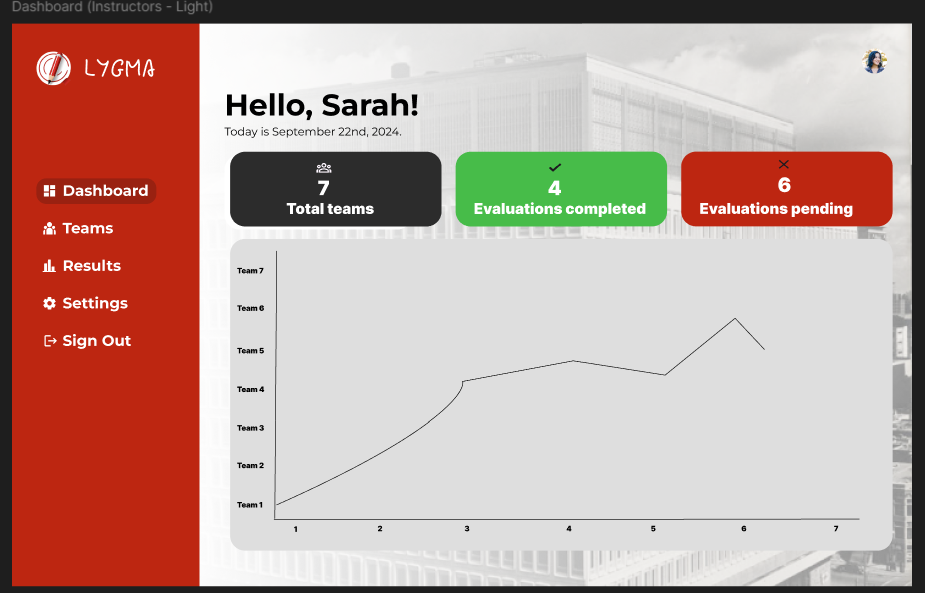 Dashboard (Instructors - Light)
LYGMA
Dashboard
Teams
Results
Settings
Sign Out
Hello, Sarah!
Today is September 22nd, 2024.
7
Total teams
4
Evaluations completed
6
Evaluations pending
Team 7
Team 6
Team 5
Team 4
Team 3
Team 2
Team 1
1 2 3 4 5 6 7